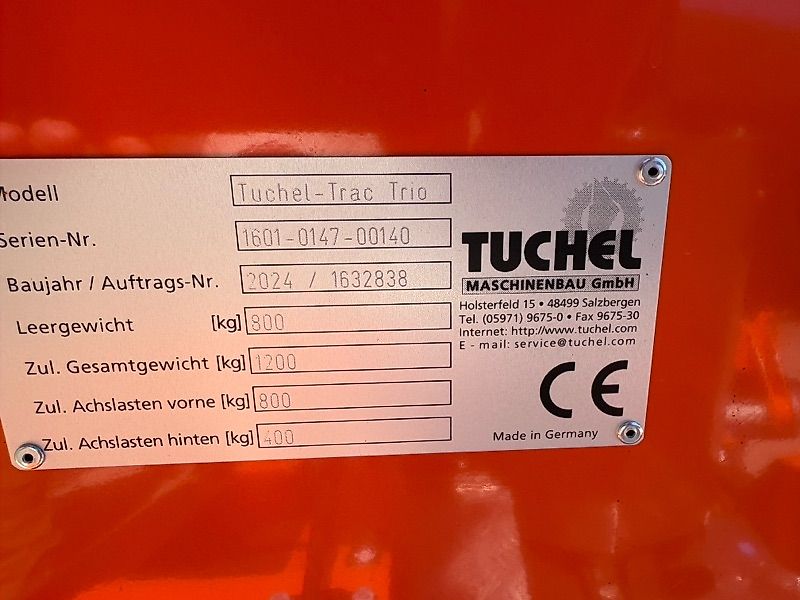 Modell Tuchel-Trac Trio
Serien-Nr. 1601-0147-00140
Baujahr / Auftrags-Nr. 2024 / 1632838
Leergewicht [kg] 800
Zul. Gesamtgewicht [kg] 1200
Zul. Achslasten vorne [kg] 800
Zul. Achslasten hinten [kg] 400
TUCHEL
MASCHINENBAU GmbH
Holsterfeld 15 • 48499 Salzbergen
Tel. (05971) 9675-0 • Fax 9675-30
Internet: http://www.tuchel.com
E - mail: service@tuchel.com
CE
Made in Germany